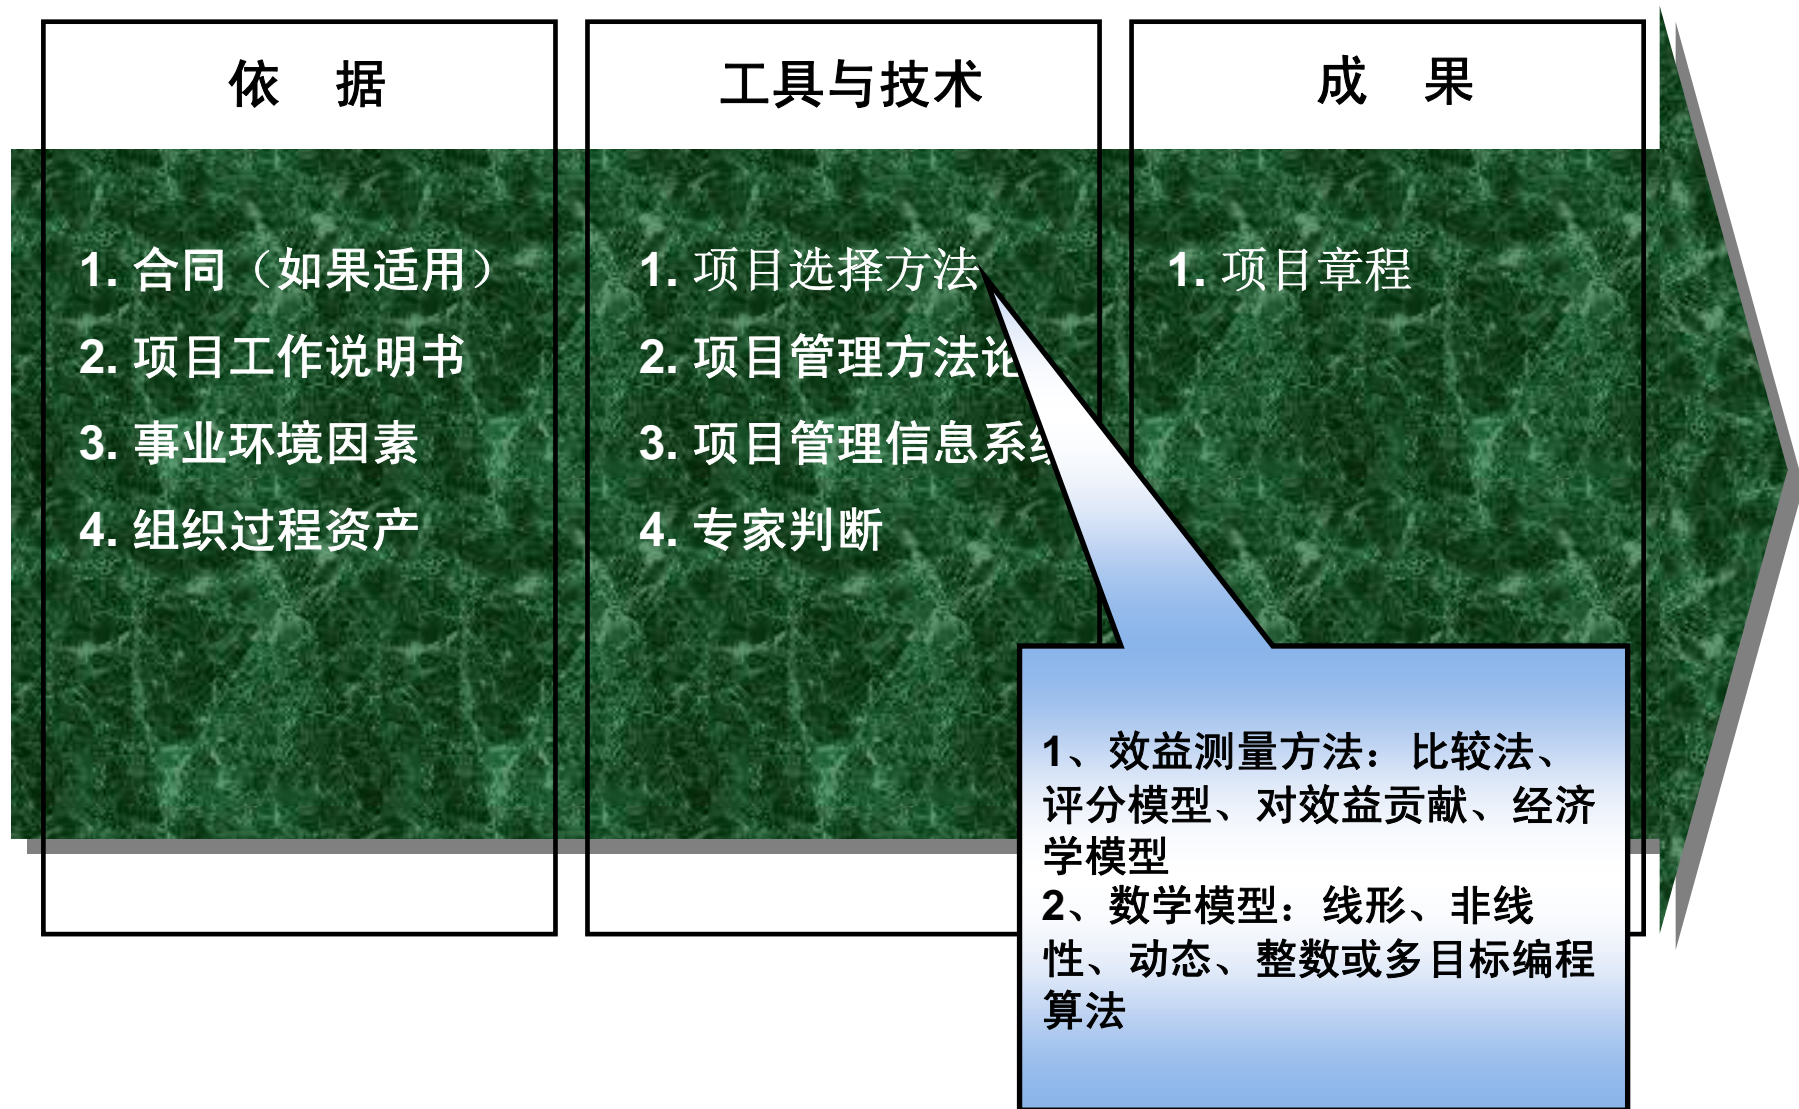 依 据
1. 合同（如果适用）
2. 项目工作说明书
3. 事业环境因素
4. 组织过程资产
工具与技术
1. 项目选择方法
2. 项目管理方法论
3. 项目管理信息系统
4. 专家判断
成 果
1. 项目章程
1、效益测量方法：比较法、
评分模型、对效益贡献、经济
学模型
2、数学模型：线形、非线
性、动态、整数或多目标编程
算法